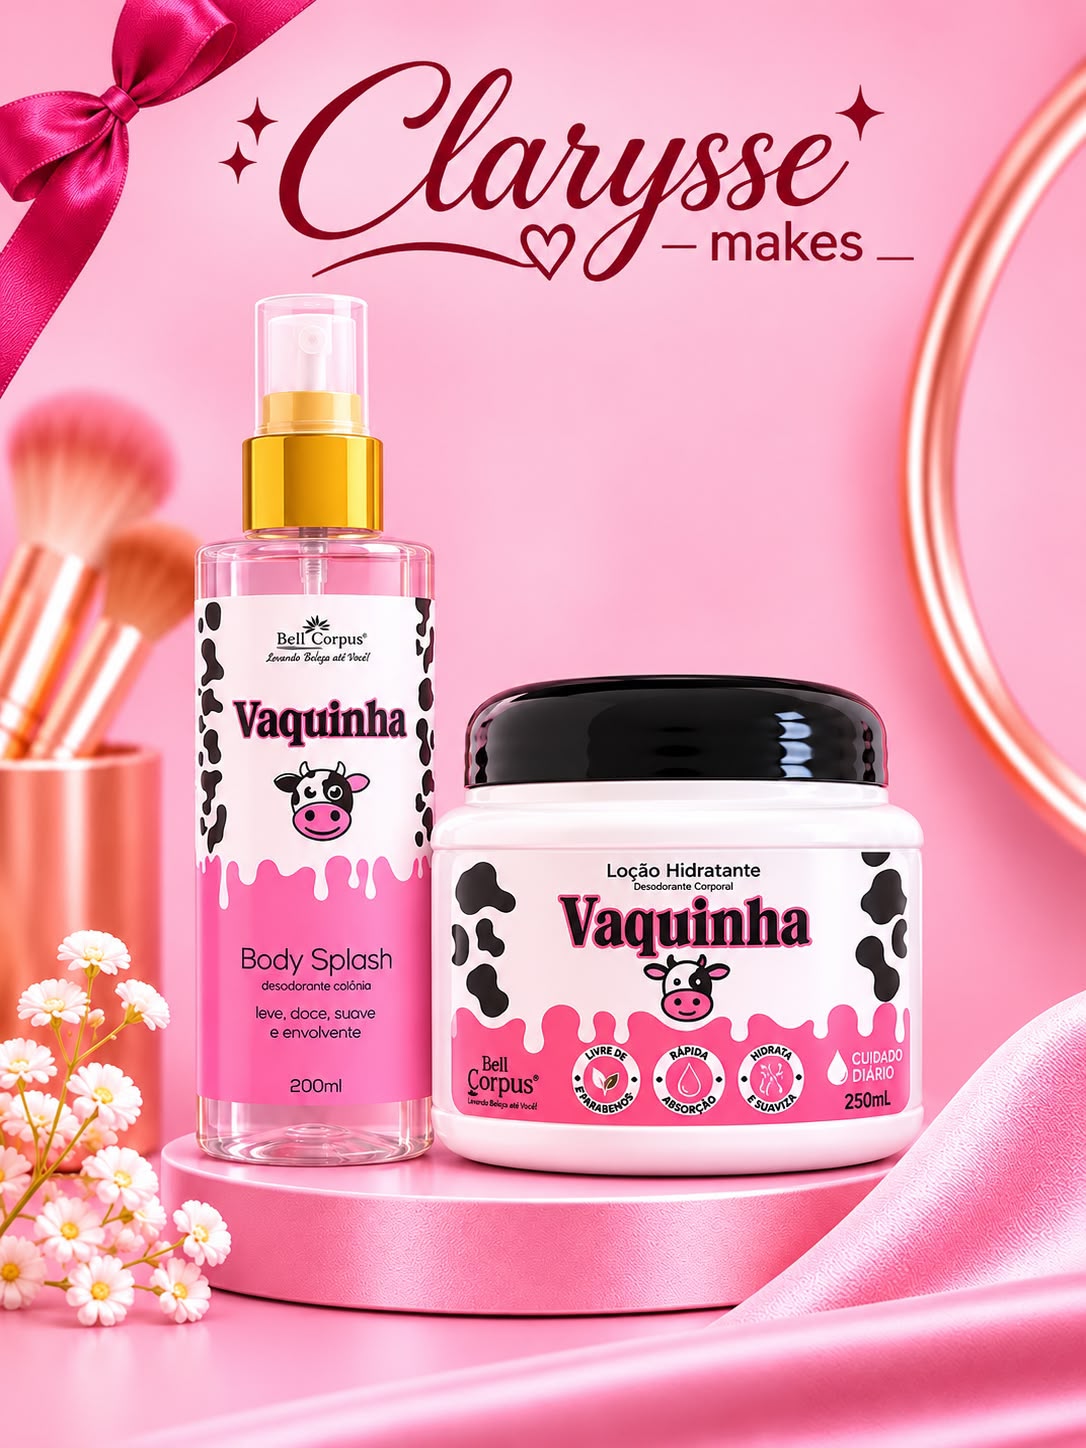 Clarysse
makes
Bell Corpus®
Levando Beleza até Você!
Vaquinha
Body Splash
desodorante colônia
leve, doce, suave
e envolvente
200ml
Loção Hidratante
Desodorante Corporal
Vaquinha
Bell
Corpus®
Levando Beleza até Você!
LIVRE DE
PARABENOS
RÁPIDA
ABSORÇÃO
HIDRATA
E SUAVIZA
CUIDADO
DIÁRIO
250mL